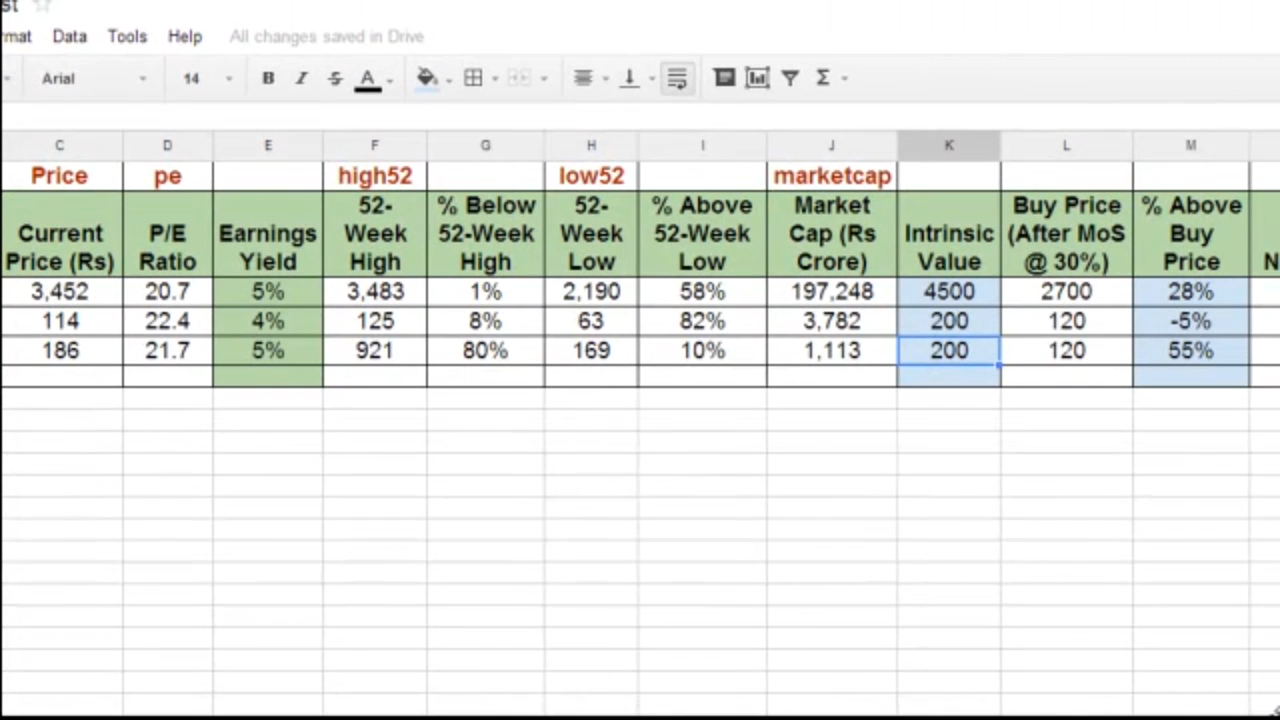 st
rmat Data Tools Help All changes saved in Drive
Arial 14 B I S A Σ
C D E F G H I J K L M
Price pe high52 low52 marketcap
Current Price (Rs) P/E Ratio Earnings Yield 52-Week High % Below 52-Week High 52-Week Low % Above 52-Week Low Market Cap (Rs Crore) Intrinsic Value Buy Price (After MoS @ 30%) % Above Buy Price N
3,452 20.7 5% 3,483 1% 2,190 58% 197,248 4500 2700 28%
114 22.4 4% 125 8% 63 82% 3,782 200 120 -5%
186 21.7 5% 921 80% 169 10% 1,113 200 120 55%